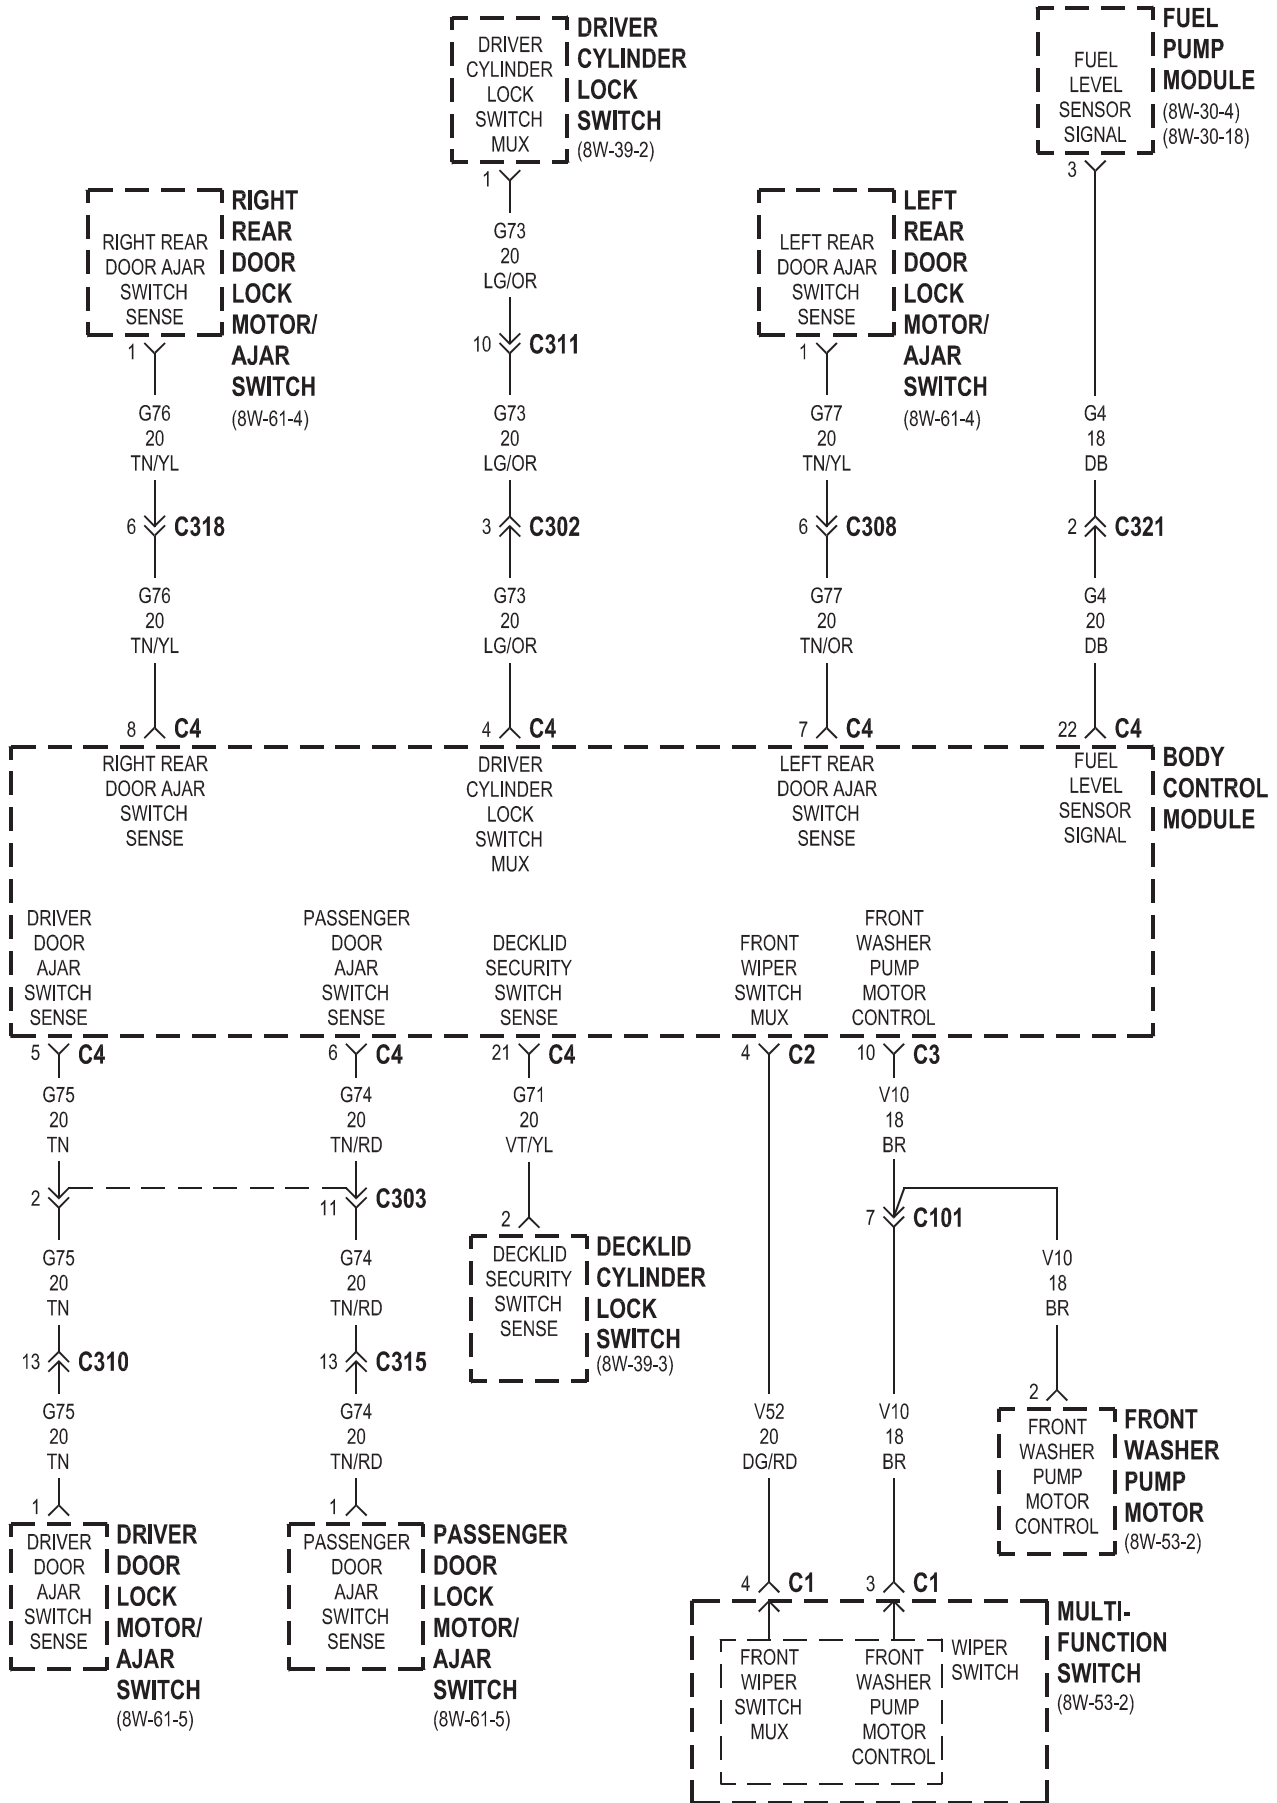 DRIVER
CYLINDER
LOCK
SWITCH
MUX
DRIVER
CYLINDER
LOCK
SWITCH
(8W-39-2)
FUEL
LEVEL
SENSOR
SIGNAL
FUEL
PUMP
MODULE
(8W-30-4)
(8W-30-18)
RIGHT REAR
DOOR AJAR
SWITCH
SENSE
RIGHT
REAR
DOOR
LOCK
MOTOR/
AJAR
SWITCH
(8W-61-4)
LEFT REAR
DOOR AJAR
SWITCH
SENSE
LEFT
REAR
DOOR
LOCK
MOTOR/
AJAR
SWITCH
(8W-61-4)
1
G76
20
TN/YL
6 C318
G76
20
TN/YL
8 C4
1
G73
20
LG/OR
10 C311
G73
20
LG/OR
3 C302
G73
20
LG/OR
4 C4
1
G77
20
TN/YL
6 C308
G77
20
TN/OR
7 C4
3
G4
18
DB
2 C321
G4
20
DB
22 C4
BODY
CONTROL
MODULE
RIGHT REAR
DOOR AJAR
SWITCH
SENSE
DRIVER
CYLINDER
LOCK
SWITCH
MUX
LEFT REAR
DOOR AJAR
SWITCH
SENSE
FUEL
LEVEL
SENSOR
SIGNAL
DRIVER
DOOR
AJAR
SWITCH
SENSE
PASSENGER
DOOR
AJAR
SWITCH
SENSE
DECKLID
SECURITY
SWITCH
SENSE
FRONT
WIPER
SWITCH
MUX
FRONT
WASHER
PUMP
MOTOR
CONTROL
5 C4
G75
20
TN
2
G75
20
TN
13 C310
G75
20
TN
1
DRIVER
DOOR
AJAR
SWITCH
SENSE
DRIVER
DOOR
LOCK
MOTOR/
AJAR
SWITCH
(8W-61-5)
6 C4
G74
20
TN/RD
11 C303
G74
20
TN/RD
13 C315
G74
20
TN/RD
1
PASSENGER
DOOR
AJAR
SWITCH
SENSE
PASSENGER
DOOR
LOCK
MOTOR/
AJAR
SWITCH
(8W-61-5)
21 C4
G71
20
VT/YL
2
DECKLID
SECURITY
SWITCH
SENSE
DECKLID
CYLINDER
LOCK
SWITCH
(8W-39-3)
4 C2
V52
20
DG/RD
4 C1
10 C3
V10
18
BR
7 C101
V10
18
BR
3 C1
V10
18
BR
2
FRONT
WASHER
PUMP
MOTOR
CONTROL
FRONT
WASHER
PUMP
MOTOR
(8W-53-2)
FRONT
WIPER
SWITCH
MUX
FRONT
WASHER
PUMP
MOTOR
CONTROL
WIPER
SWITCH
MULTI-
FUNCTION
SWITCH
(8W-53-2)